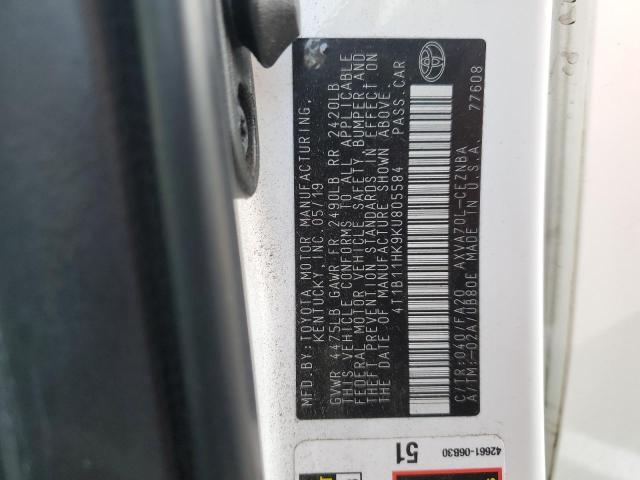 MFD. BY: TOYOTA MOTOR MANUFACTURING,
KENTUCKY, INC. 05/19
GVWR 4475LB GAWR FR 2490LB RR 2420LB
THIS VEHICLE CONFORMS TO ALL APPLICABLE
FEDERAL MOTOR VEHICLE SAFETY, BUMPER, AND
THEFT PREVENTION STANDARDS IN EFFECT ON
THE DATE OF MANUFACTURE SHOWN ABOVE.
4T1B11HK9KU805584 PASS. CAR
C/TR: 040/FA20 AXVA70L-CEZNBA
A/TM: -02A/UB80E MADE IN U.S.A. 77608
42661-06B30
51